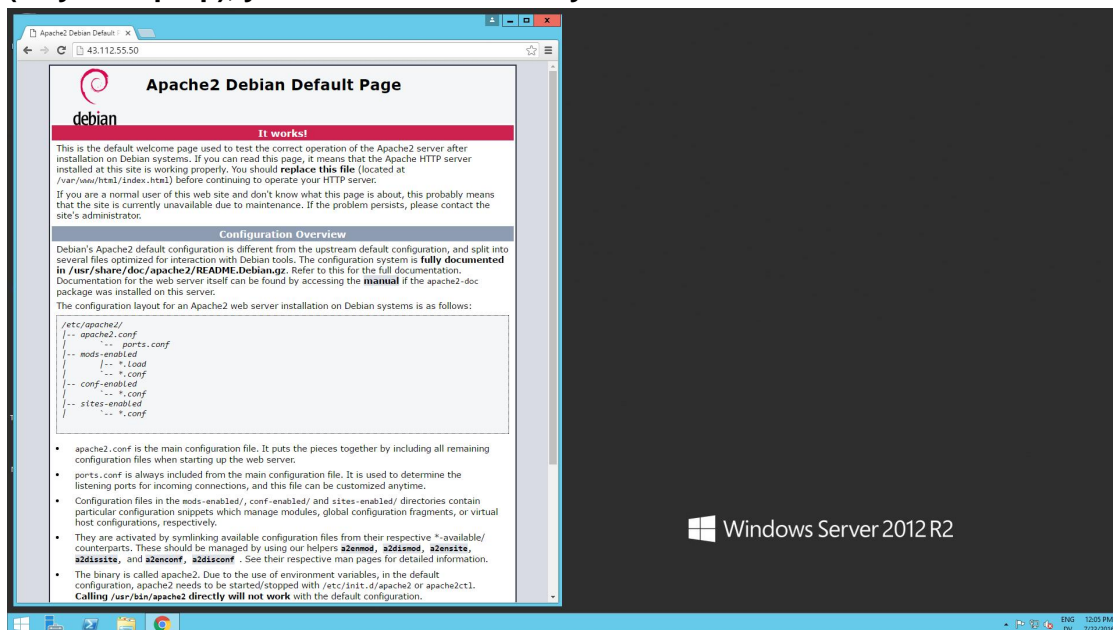 Apache2 Debian Default
43.112.55.50
Apache2 Debian Default Page
debian
It works!
This is the default welcome page used to test the correct operation of the Apache2 server after
installation on Debian systems. If you can read this page, it means that the Apache HTTP server
installed at this site is working properly. You should replace this file (located at
/var/www/html/index.html) before continuing to operate your HTTP server.
If you are a normal user of this web site and don't know what this page is about, this probably means
that the site is currently unavailable due to maintenance. If the problem persists, please contact the
site's administrator.
Configuration Overview
Debian's Apache2 default configuration is different from the upstream default configuration, and split into
several files optimized for interaction with Debian tools. The configuration system is fully documented
in /usr/share/doc/apache2/README.Debian.gz. Refer to this for the full documentation.
Documentation for the web server itself can be found by accessing the manual if the apache2-doc
package was installed on this server.
The configuration layout for an Apache2 web server installation on Debian systems is as follows:
/etc/apache2/
|-- apache2.conf
|       `-- ports.conf
|-- mods-enabled
|       |-- *.load
|       `-- *.conf
|-- conf-enabled
|       `-- *.conf
|-- sites-enabled
|       `-- *.conf
• apache2.conf is the main configuration file. It puts the pieces together by including all remaining
configuration files when starting up the web server.
• ports.conf is always included from the main configuration file. It is used to determine the
listening ports for incoming connections, and this file can be customized anytime.
• Configuration files in the mods-enabled/, conf-enabled/ and sites-enabled/ directories contain
particular configuration snippets which manage modules, global configuration fragments, or virtual
host configurations, respectively.
• They are activated by symlinking available configuration files from their respective *-available/
counterparts. These should be managed by using our helpers a2enmod, a2dismod, a2ensite,
a2dissite, and a2enconf, a2disconf . See their respective man pages for detailed information.
• The binary is called apache2. Due to the use of environment variables, in the default
configuration, apache2 needs to be started/stopped with /etc/init.d/apache2 or apache2ctl.
Calling /usr/bin/apache2 directly will not work with the default configuration.
Windows Server 2012 R2
ENG 12:05 PM